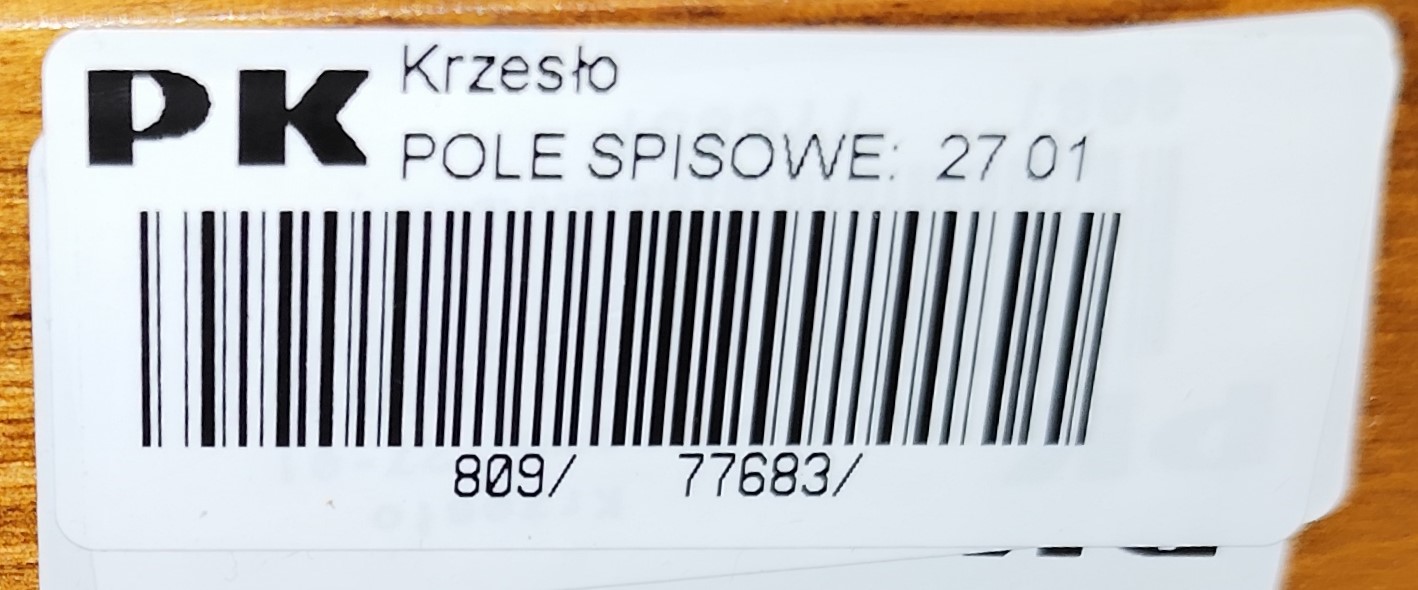 PK
Krzesło
POLE SPISOWE: 27 01
809/ 77683/